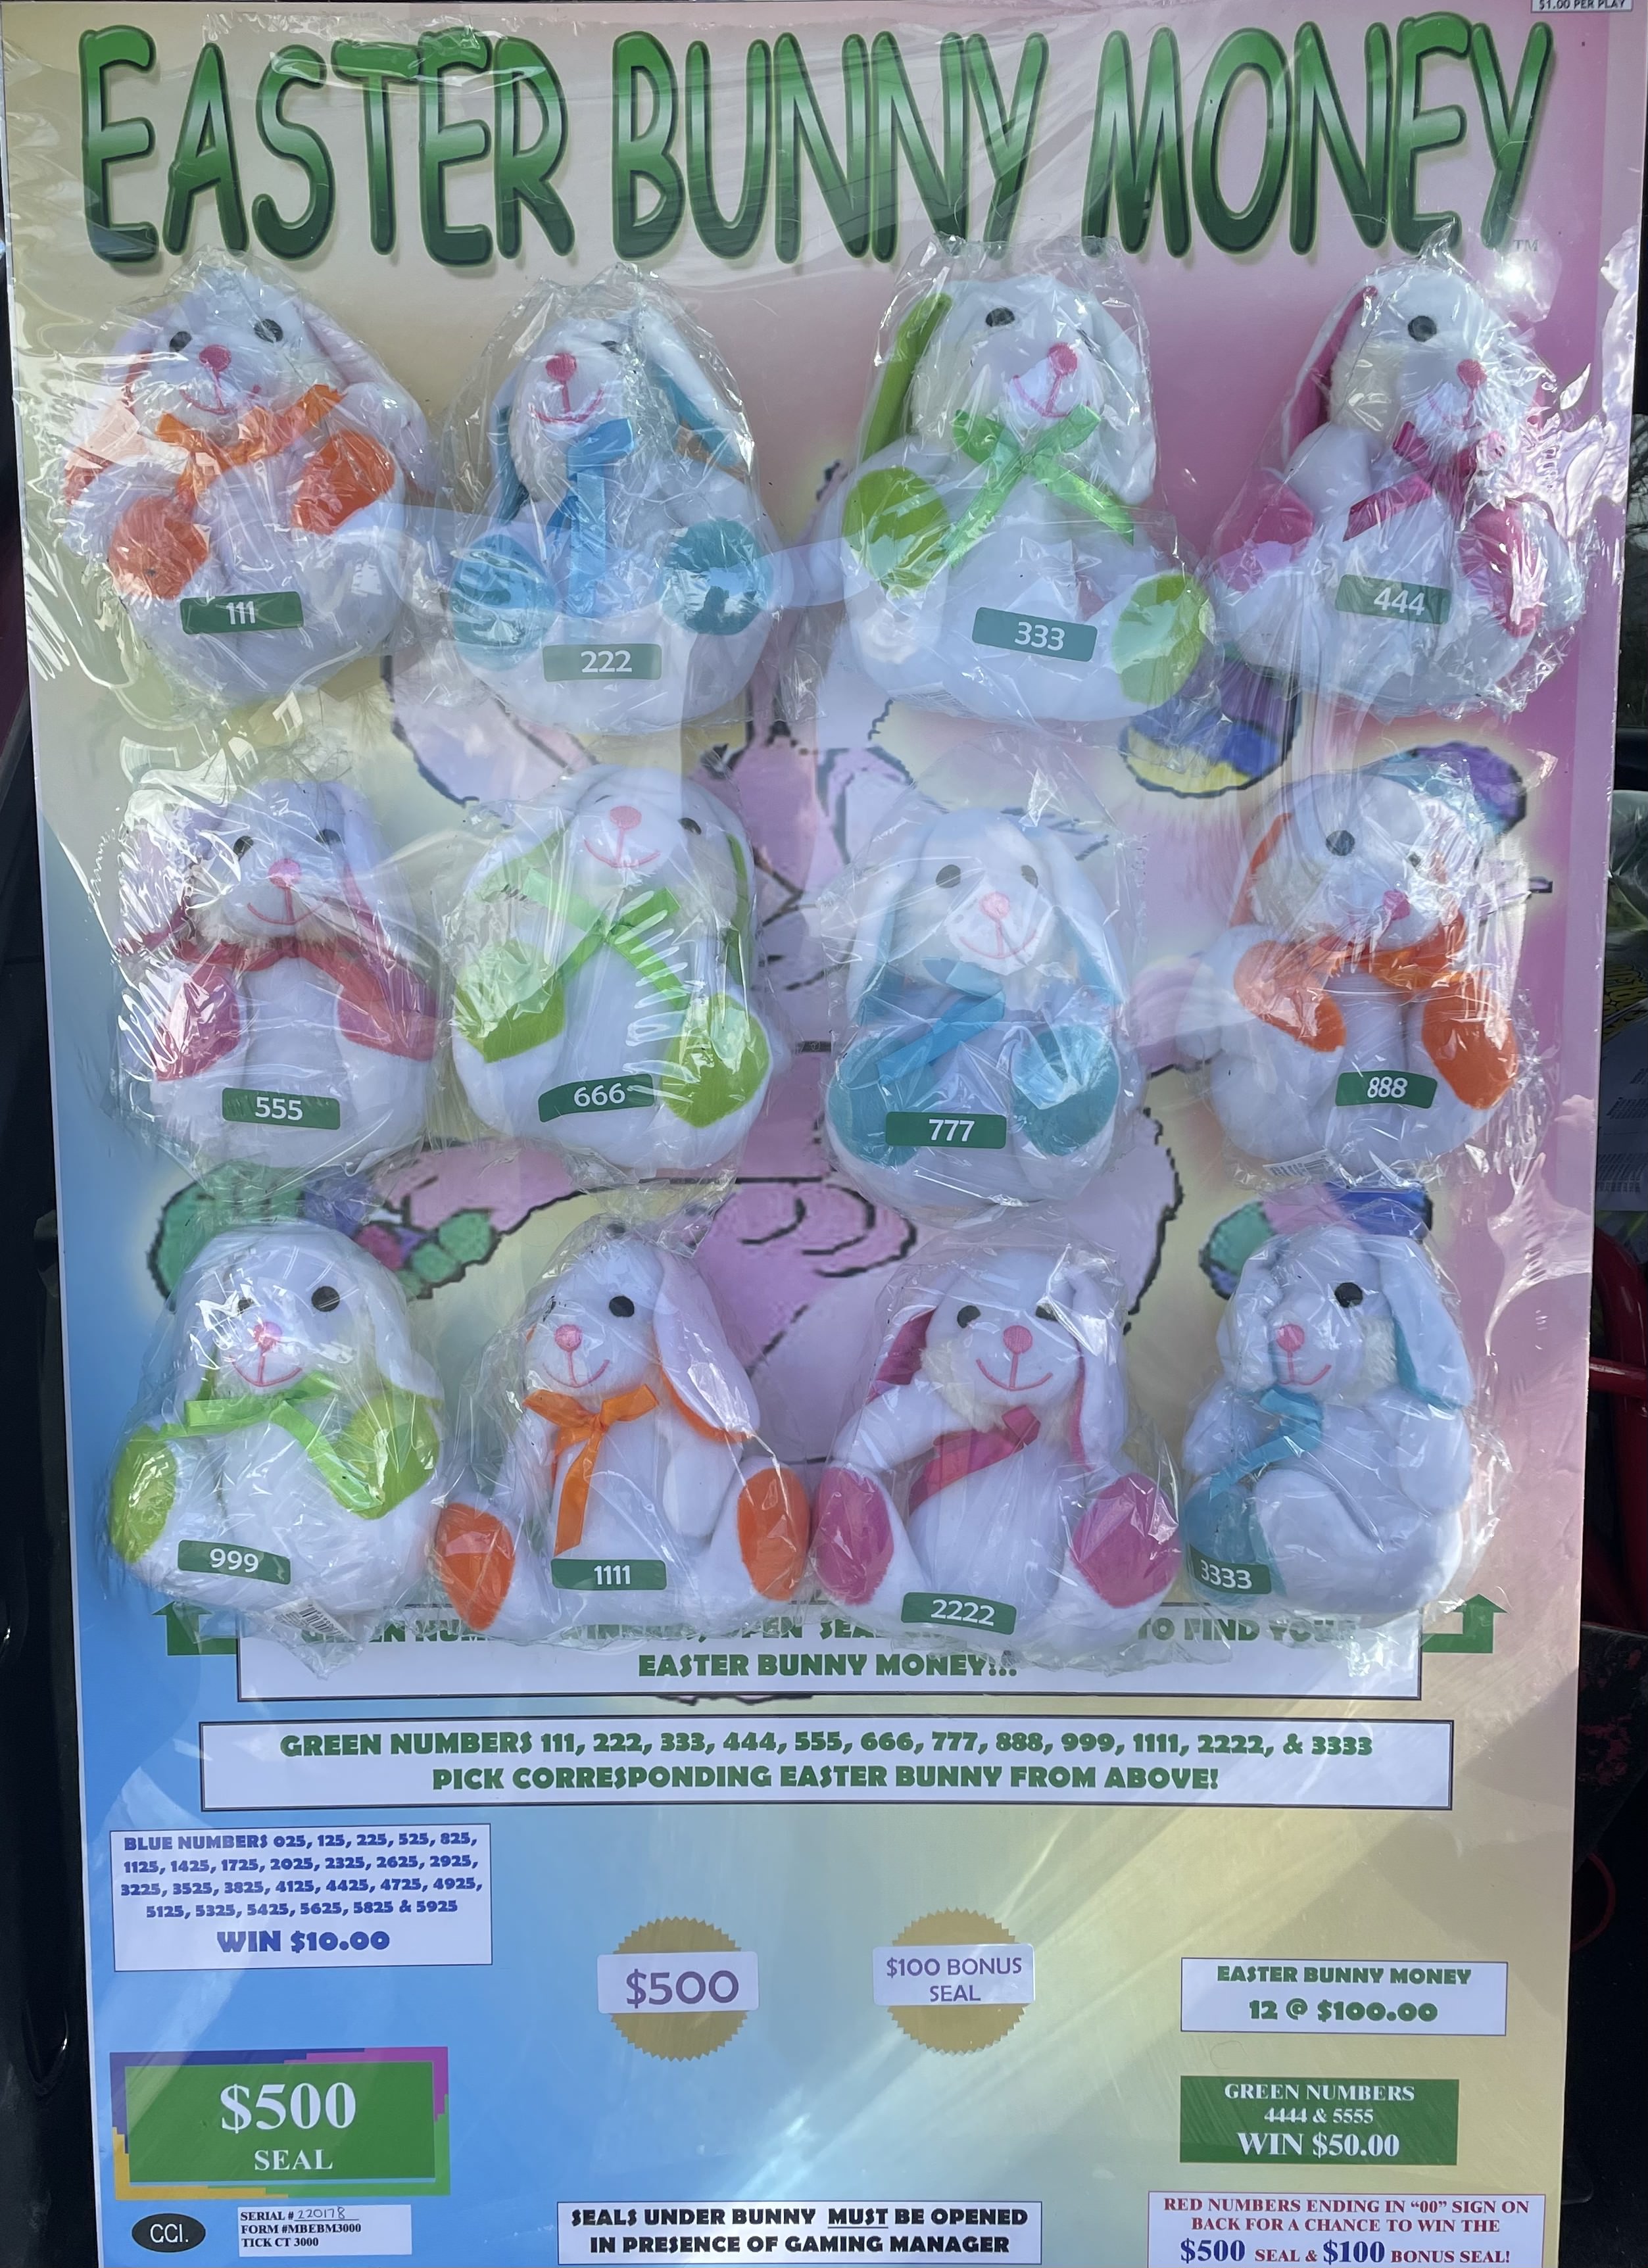 $1.00 PER PLAY
EASTER BUNNY MONEY
TM
111
222
333
444
555
666
777
888
999
1111
2222
3333
GREEN OPEN TO FIND YOUR
EASTER BUNNY MONEY!!!
GREEN NUMBERS 111, 222, 333, 444, 555, 666, 777, 888, 999, 1111, 2222, & 3333
PICK CORRESPONDING EASTER BUNNY FROM ABOVE!
BLUE NUMBERS 025, 125, 225, 525, 825,
1125, 1425, 1725, 2025, 2325, 2625, 2925,
3225, 3525, 3825, 4125, 4425, 4725, 4925,
5125, 5325, 5425, 5625, 5825 & 5925
WIN $10.00
$500
$100 BONUS
SEAL
EASTER BUNNY MONEY
12 @ $100.00
$500
SEAL
GREEN NUMBERS
4444 & 5555
WIN $50.00
CCI.
SERIAL # 220178
FORM #MBEBM3000
TICK CT 3000
SEALS UNDER BUNNY MUST BE OPENED
IN PRESENCE OF GAMING MANAGER
RED NUMBERS ENDING IN “00” SIGN ON
BACK FOR A CHANCE TO WIN THE
$500 SEAL & $100 BONUS SEAL!